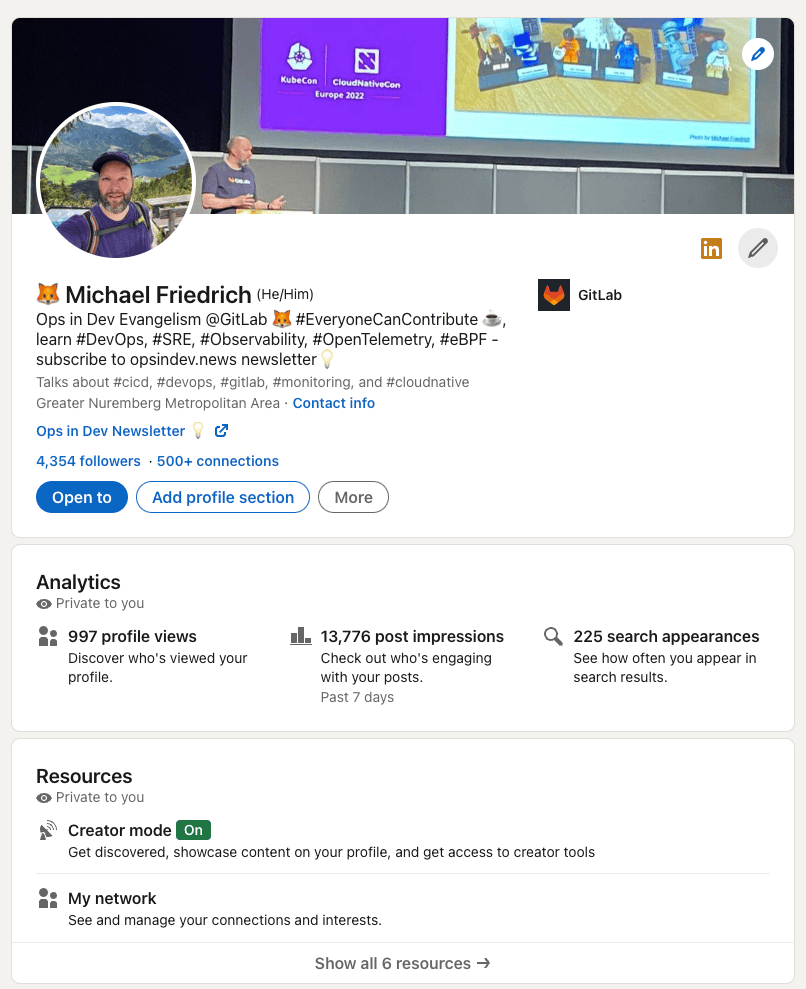 KubeCon
CloudNativeCon
Europe 2022
Photo by Michael Friedrich
in
🦊 Michael Friedrich (He/Him)
GitLab
Ops in Dev Evangelism @GitLab 🦊 #EveryoneCanContribute ☕,
learn #DevOps, #SRE, #Observability, #OpenTelemetry, #eBPF -
subscribe to opsindev.news newsletter💡
Talks about #cicd, #devops, #gitlab, #monitoring, and #cloudnative
Greater Nuremberg Metropolitan Area · Contact info
Ops in Dev Newsletter 💡
4,354 followers · 500+ connections
Open to
Add profile section
More
Analytics
Private to you
997 profile views
Discover who's viewed your
profile.
13,776 post impressions
Check out who's engaging
with your posts.
Past 7 days
225 search appearances
See how often you appear in
search results.
Resources
Private to you
Creator mode On
Get discovered, showcase content on your profile, and get access to creator tools
My network
See and manage your connections and interests.
Show all 6 resources →